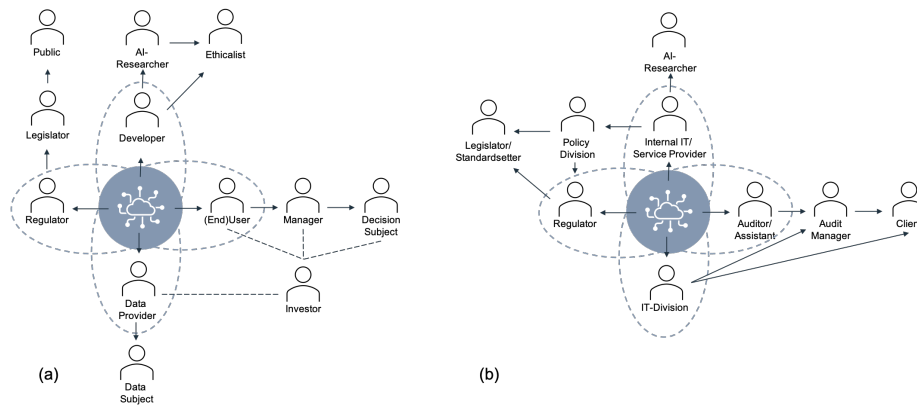 Public
AI-
Researcher
Ethicalist
Legislator
Developer
Regulator
(End)User
Manager
Decision
Subject
Data
Provider
Investor
Data
Subject
(a)
AI-
Researcher
Legislator/
Standardsetter
Policy
Division
Internal IT/
Service Provider
Regulator
Auditor/
Assistant
Audit
Manager
Client
IT-Division
(b)